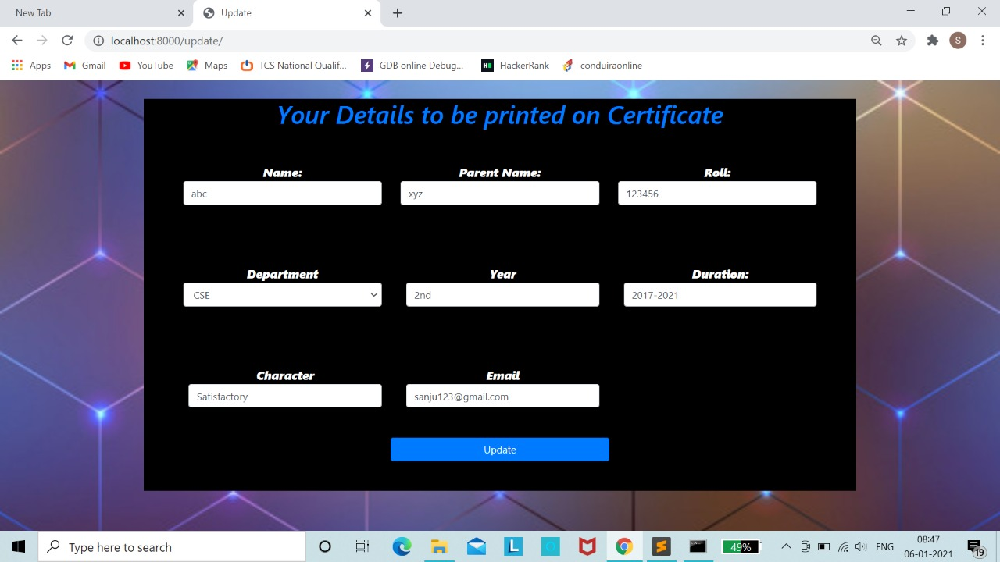 New Tab
Update
localhost:8000/update/
S
Apps
Gmail
YouTube
Maps
TCS National Qualif...
GDB online Debug...
HackerRank
conduiraonline
Your Details to be printed on Certificate
Name:
Parent Name:
Roll:
abc
xyz
123456
Department
Year
Duration:
CSE
2nd
2017-2021
Character
Email
Satisfactory
sanju123@gmail.com
Update
Type here to search
L
49%
ENG
08:47
06-01-2021
19